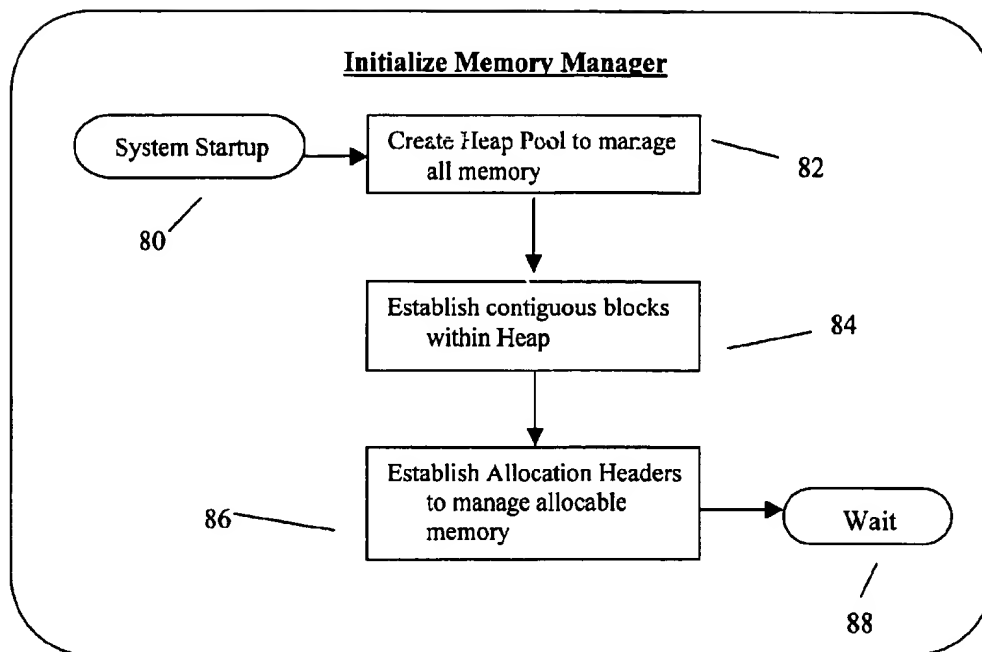 Initialize Memory Manager
System Startup
Create Heap Pool to manage
all memory
82
80
Establish contiguous blocks
within Heap
84
Establish Allocation Headers
to manage allocable
memory
86
Wait
88